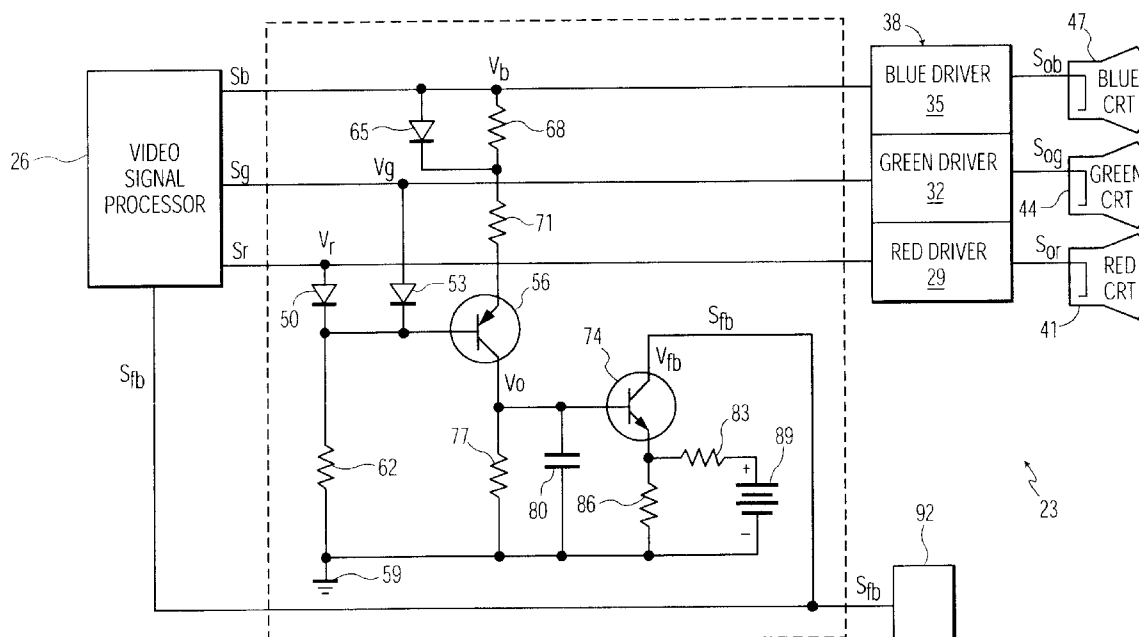 38
47
Sb
Vb
BLUE DRIVER
35
Sob
BLUE
CRT
65
68
26
VIDEO
SIGNAL
PROCESSOR
Sg
Vg
GREEN DRIVER
32
Sog
GREEN
CRT
44
71
Sr
Vr
RED DRIVER
29
Sor
RED
CRT
41
50
53
56
Sfb
74
Vfb
Sfb
Vo
83
89
+
62
77
80
86
−
23
92
59
Sfb